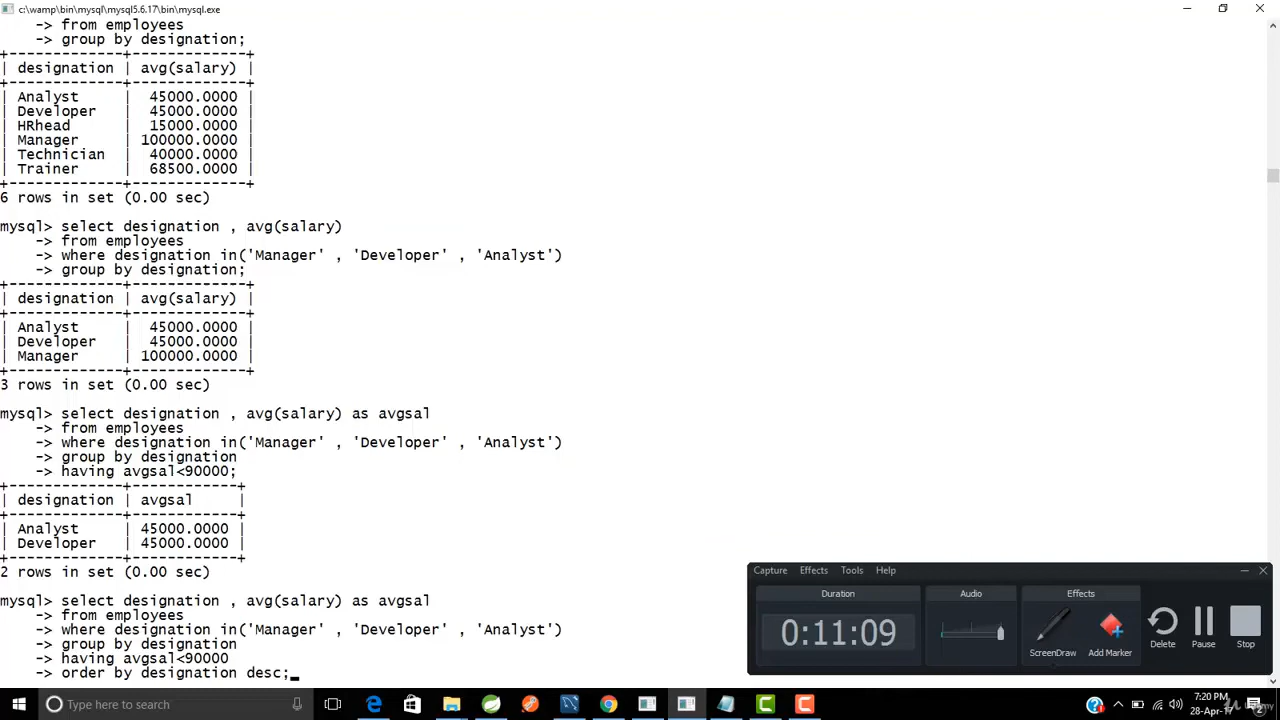 c:\wamp\bin\mysql\mysql5.6.17\bin\mysql.exe
    -> from employees
    -> group by designation;
+-------------+-------------+
| designation | avg(salary) |
+-------------+-------------+
| Analyst     |  45000.0000 |
| Developer   |  45000.0000 |
| HRhead      |  15000.0000 |
| Manager     | 100000.0000 |
| Technician  |  40000.0000 |
| Trainer     |  68500.0000 |
+-------------+-------------+
6 rows in set (0.00 sec)
mysql> select designation , avg(salary)
    -> from employees
    -> where designation in('Manager' , 'Developer' , 'Analyst')
    -> group by designation;
+-------------+-------------+
| designation | avg(salary) |
+-------------+-------------+
| Analyst     |  45000.0000 |
| Developer   |  45000.0000 |
| Manager     | 100000.0000 |
+-------------+-------------+
3 rows in set (0.00 sec)
mysql> select designation , avg(salary) as avgsal
    -> from employees
    -> where designation in('Manager' , 'Developer' , 'Analyst')
    -> group by designation
    -> having avgsal<90000;
+-------------+------------+
| designation | avgsal     |
+-------------+------------+
| Analyst     | 45000.0000 |
| Developer   | 45000.0000 |
+-------------+------------+
2 rows in set (0.00 sec)
mysql> select designation , avg(salary) as avgsal
    -> from employees
    -> where designation in('Manager' , 'Developer' , 'Analyst')
    -> group by designation
    -> having avgsal<90000
    -> order by designation desc;_
Capture Effects Tools Help
Duration Audio Effects
0:11:09
ScreenDraw Add Marker Delete Pause Stop
Type here to search
7:20 PM
28-Apr-17